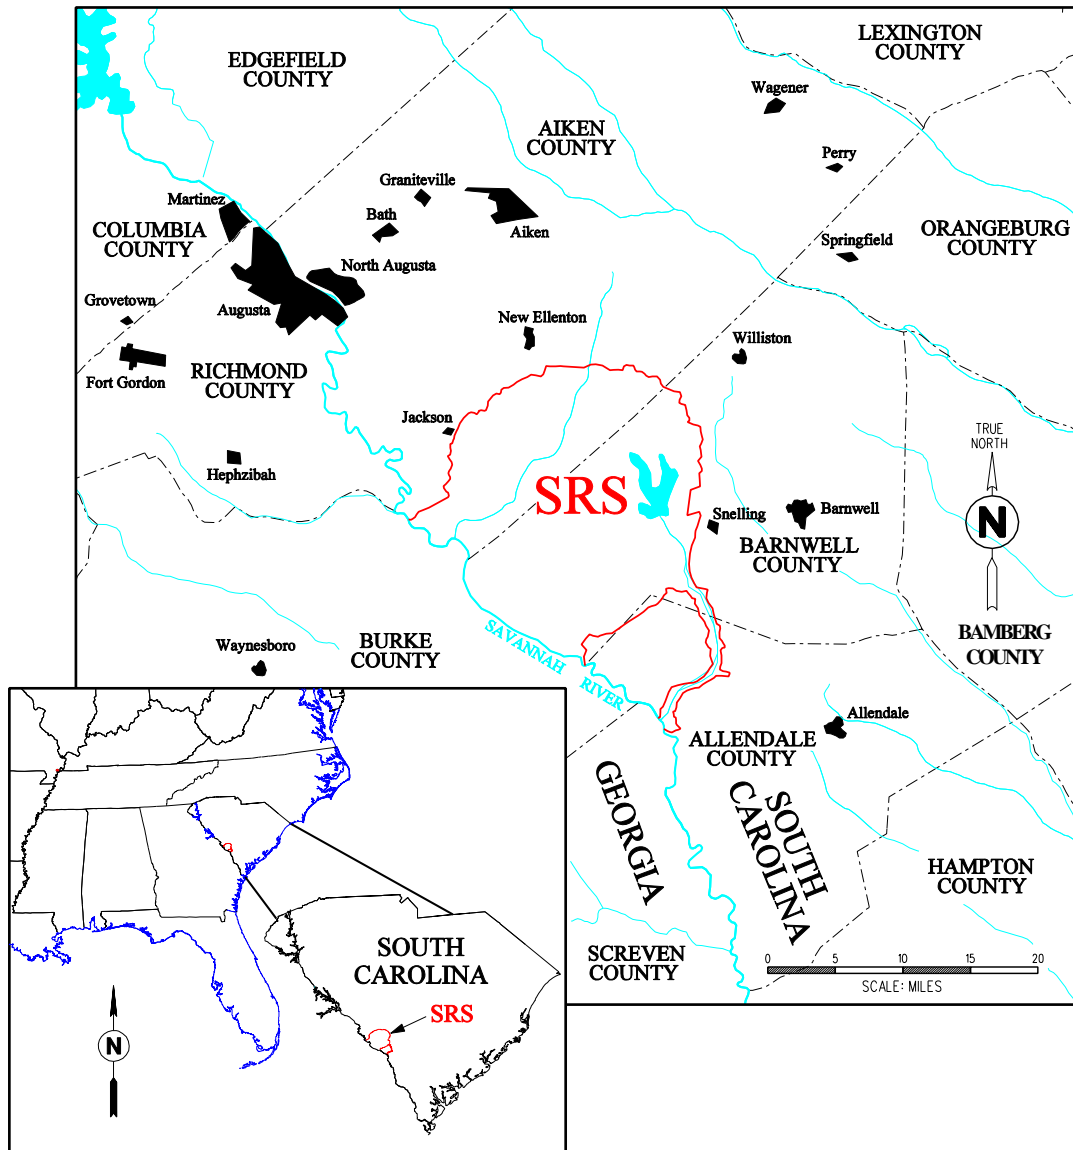 LEXINGTON
COUNTY
EDGEFIELD
COUNTY
Wagener
AIKEN
COUNTY
Perry
Graniteville
Martinez
Bath
COLUMBIA
COUNTY
Aiken
ORANGEBURG
COUNTY
Springfield
North Augusta
Grovetown
Augusta
New Ellenton
Williston
RICHMOND
COUNTY
Fort Gordon
Jackson
TRUE
NORTH
Hephzibah
SRS
Snelling
Barnwell
N
BARNWELL
COUNTY
BAMBERG
COUNTY
Waynesboro
BURKE
COUNTY
SAVANNAH RIVER
Allendale
ALLENDALE
COUNTY
GEORGIA
SOUTH
CAROLINA
HAMPTON
COUNTY
SCREVEN
COUNTY
0 5 10 15 20
SCALE: MILES
SOUTH
CAROLINA
SRS
N